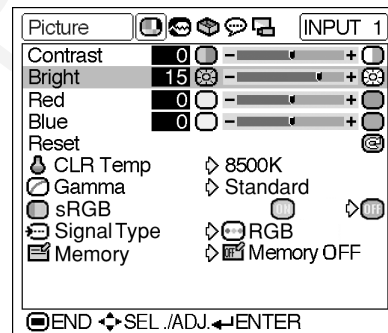 Picture INPUT 1
Contrast 0 - +
Bright 15 - +
Red 0 - +
Blue 0 - +
Reset
CLR Temp 8500K
Gamma Standard
sRGB ON OFF
Signal Type RGB
Memory OFF Memory OFF
END SEL./ADJ. ENTER